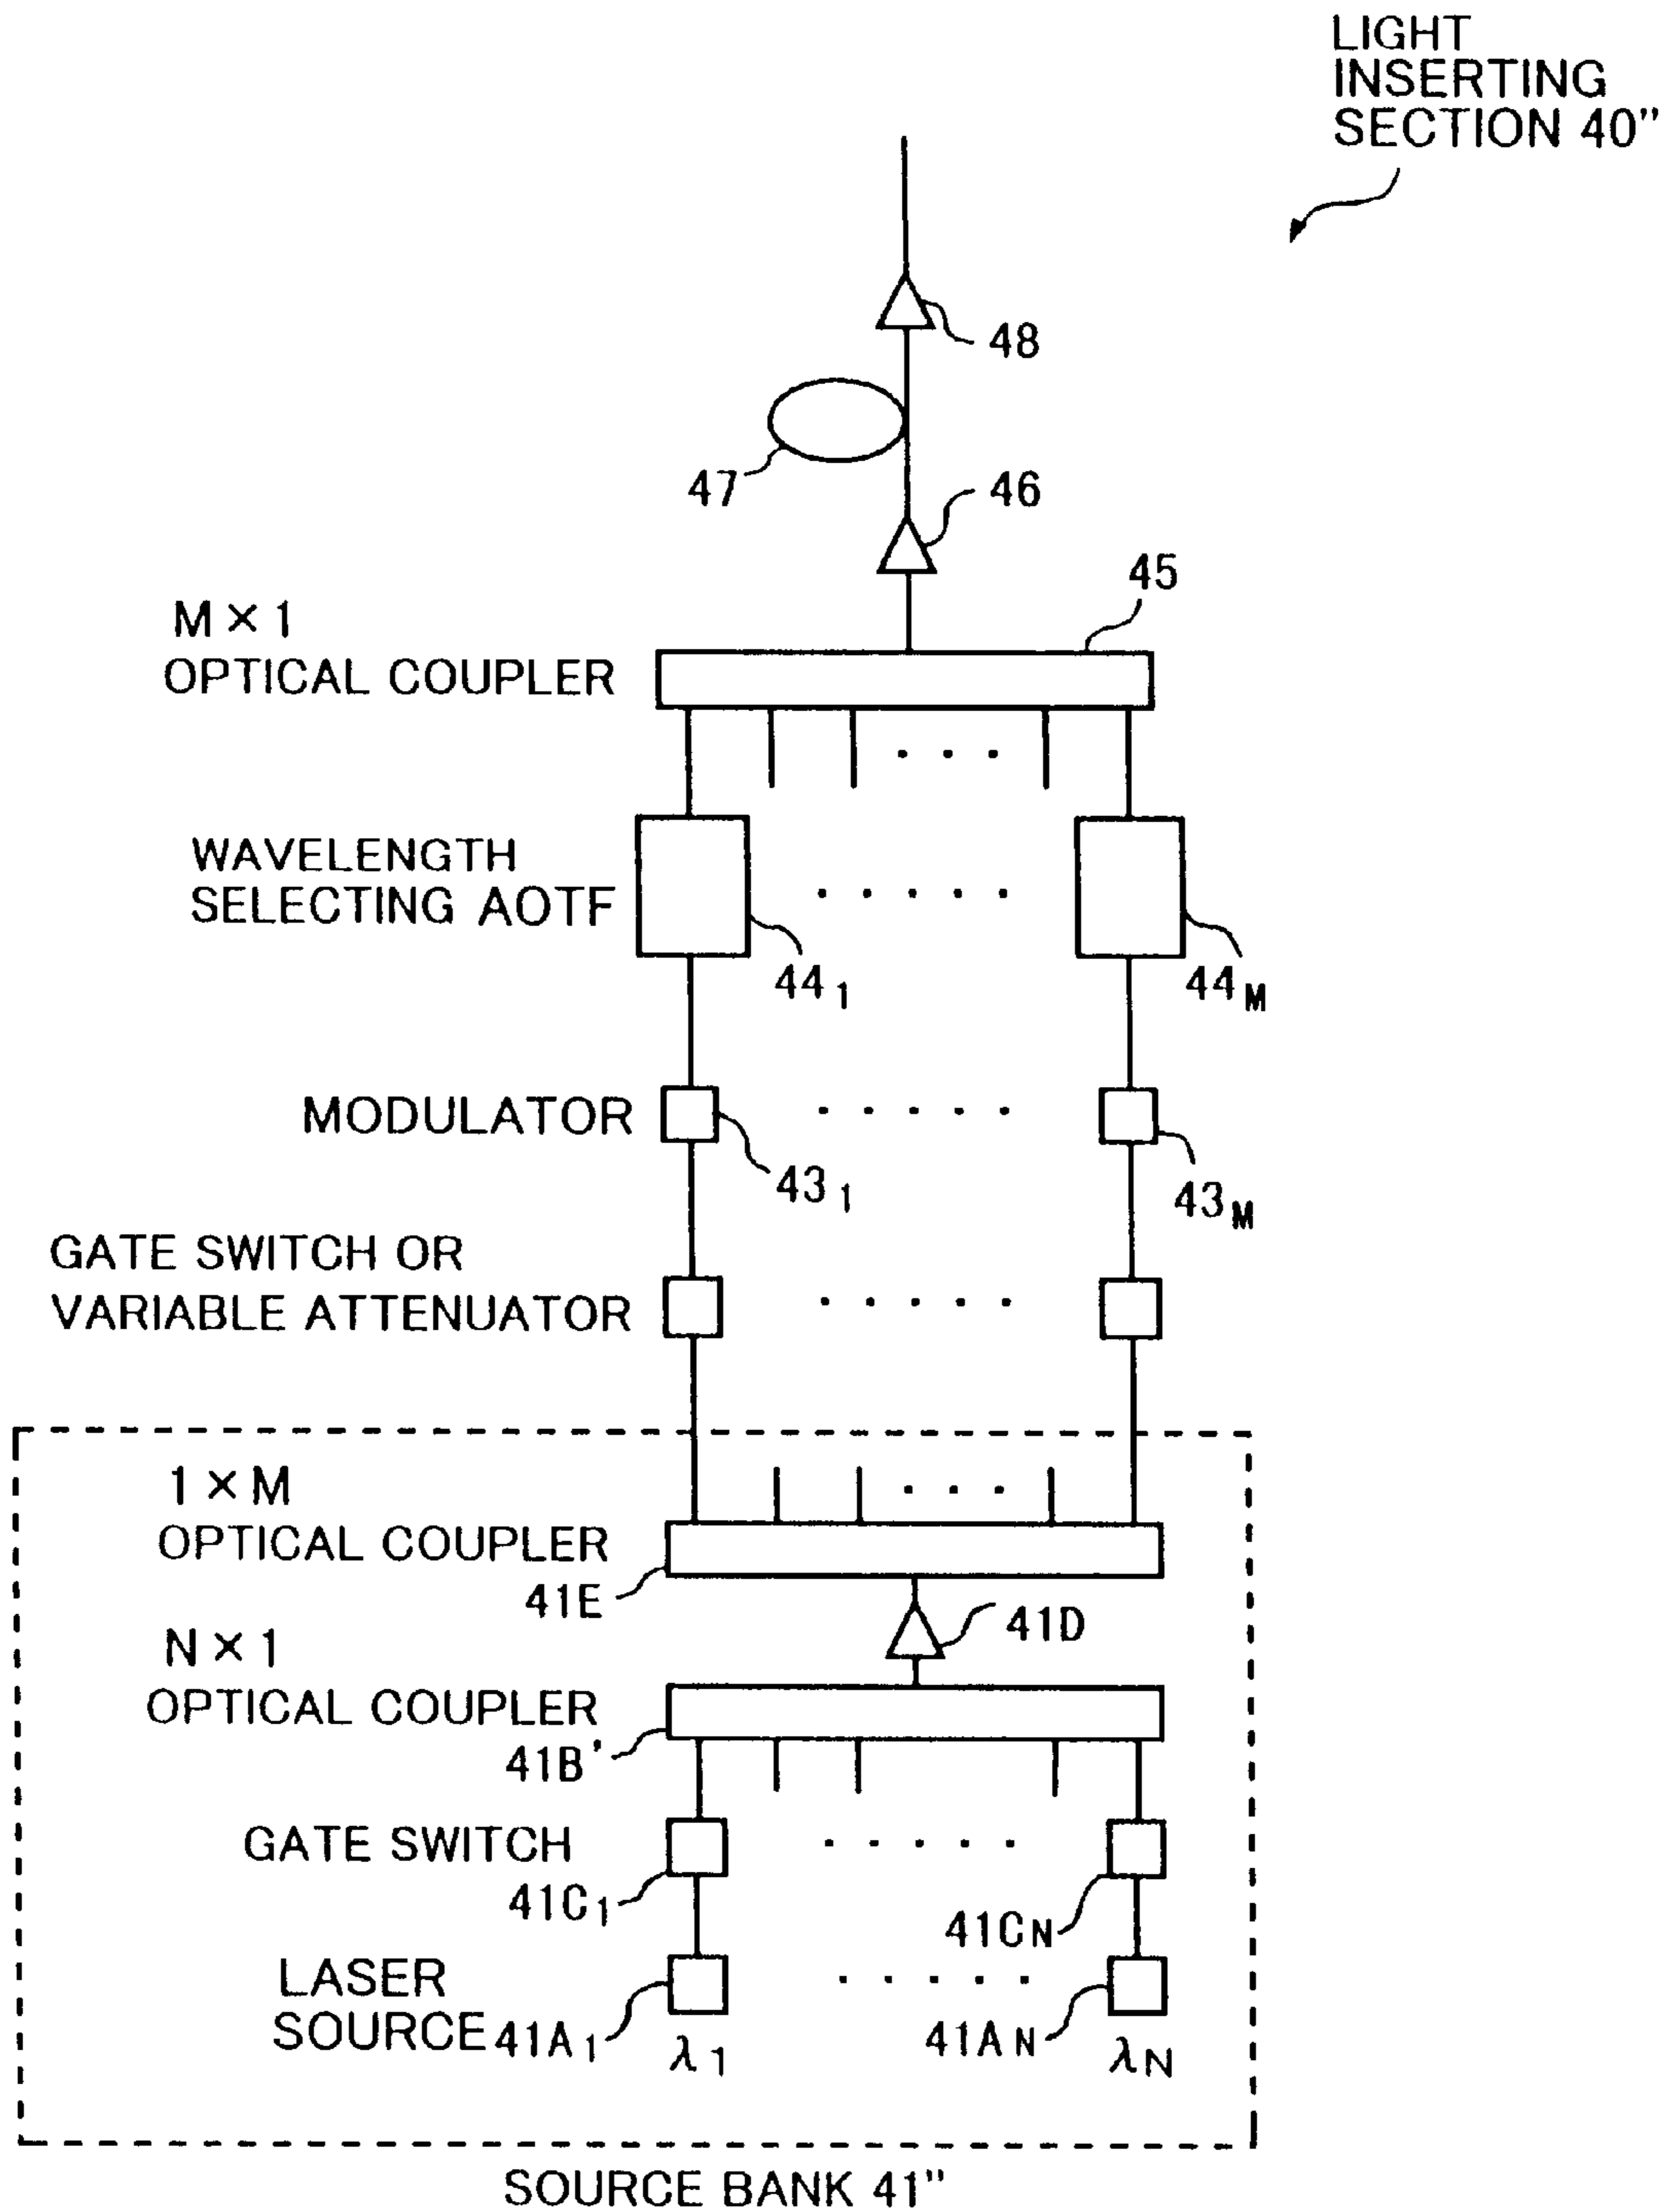 LIGHT
INSERTING
SECTION 40"
48
47
46
45
M × 1
OPTICAL COUPLER
WAVELENGTH
SELECTING AOTF
44₁
44M
MODULATOR
43₁
43M
GATE SWITCH OR
VARIABLE ATTENUATOR
1 × M
OPTICAL COUPLER
41E
41D
N × 1
OPTICAL COUPLER
41B'
GATE SWITCH
41C₁
41CN
LASER
SOURCE 41A₁
λ₁
41AN
λN
SOURCE BANK 41"